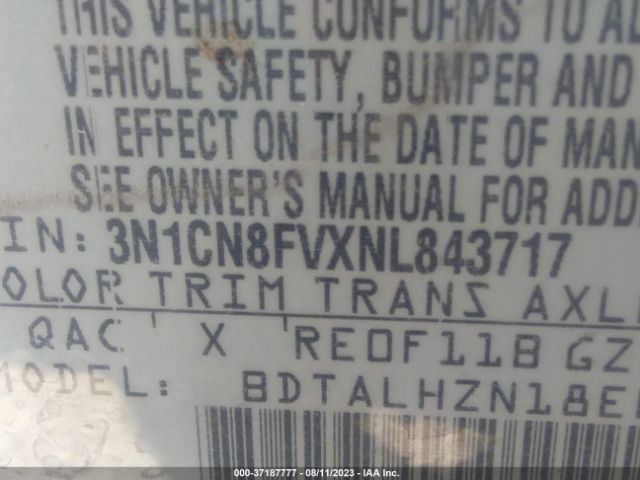 THIS VEHICLE CONFORMS TO AL
VEHICLE SAFETY, BUMPER AND
IN EFFECT ON THE DATE OF MAN
SEE OWNER'S MANUAL FOR ADD
IN: 3N1CN8FVXNL843717
OLOR TRIM TRANS AXL
QAC X RE0F11B GZ
MODEL: BDTALHZN18E
000-37187777 - 08/11/2023 - IAA Inc.